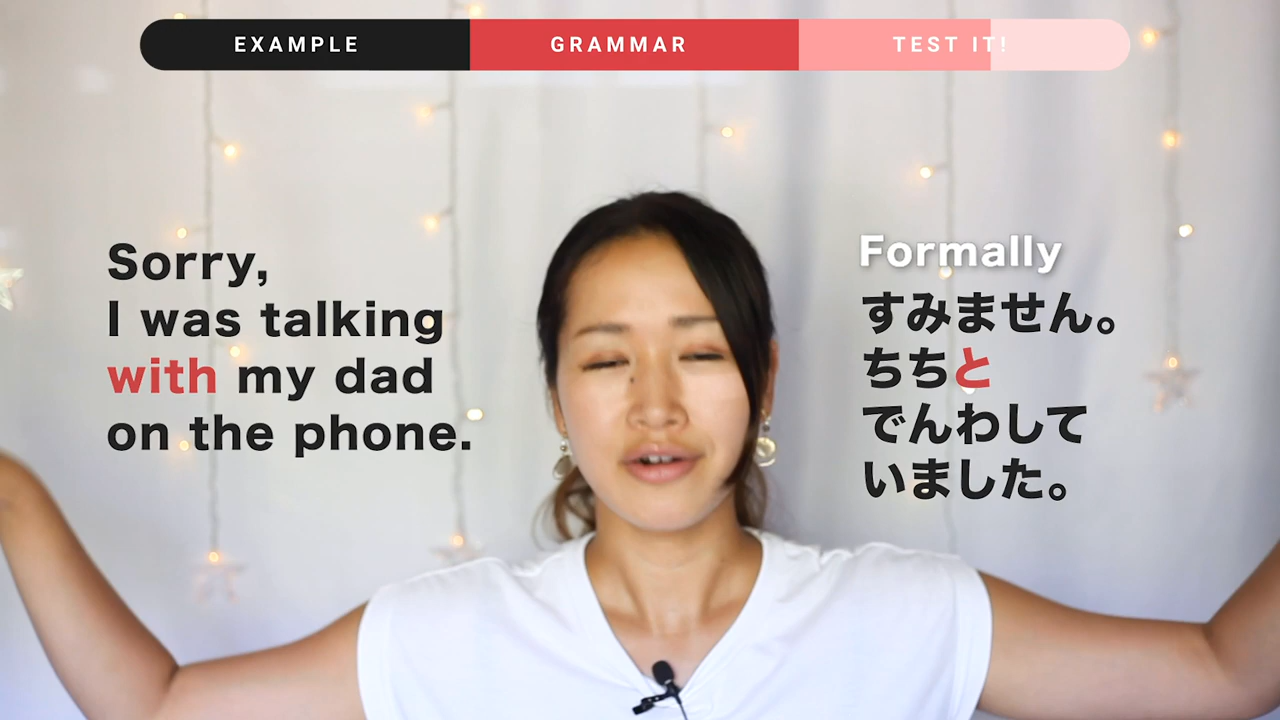 EXAMPLE GRAMMAR TEST IT!
Sorry,
I was talking
with my dad
on the phone.
Formally
すみません。
ちちと
でんわして
いました。